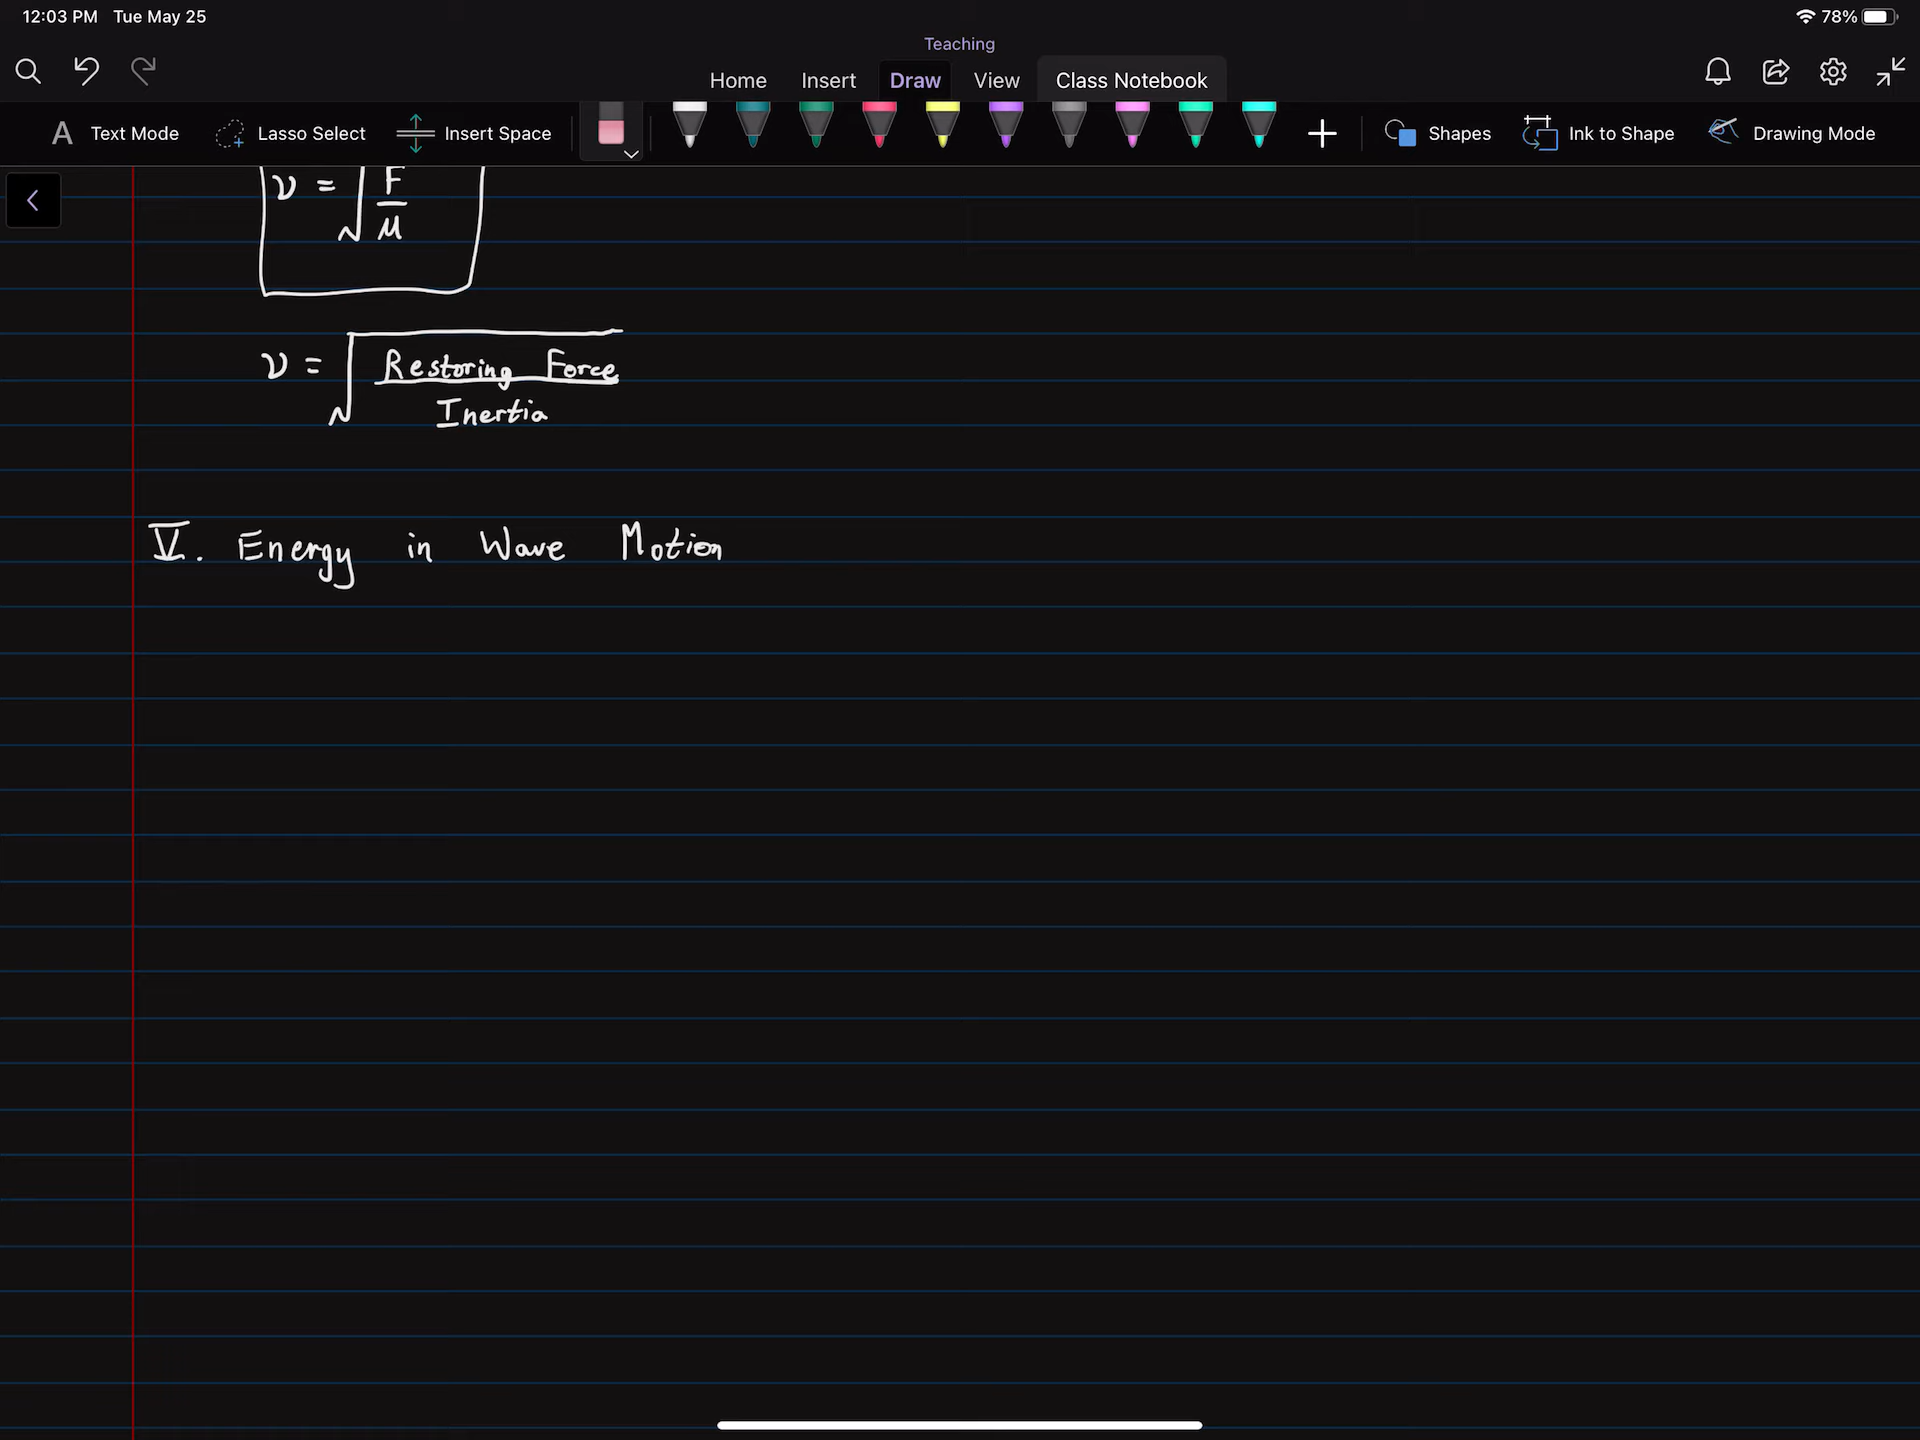 12:03 PM Tue May 25 78%
Teaching
Home Insert Draw View Class Notebook
A Text Mode Lasso Select Insert Space Shapes Ink to Shape Drawing Mode
v = √ F
μ
v = √ Restoring Force
Inertia
V. Energy in Wave Motion